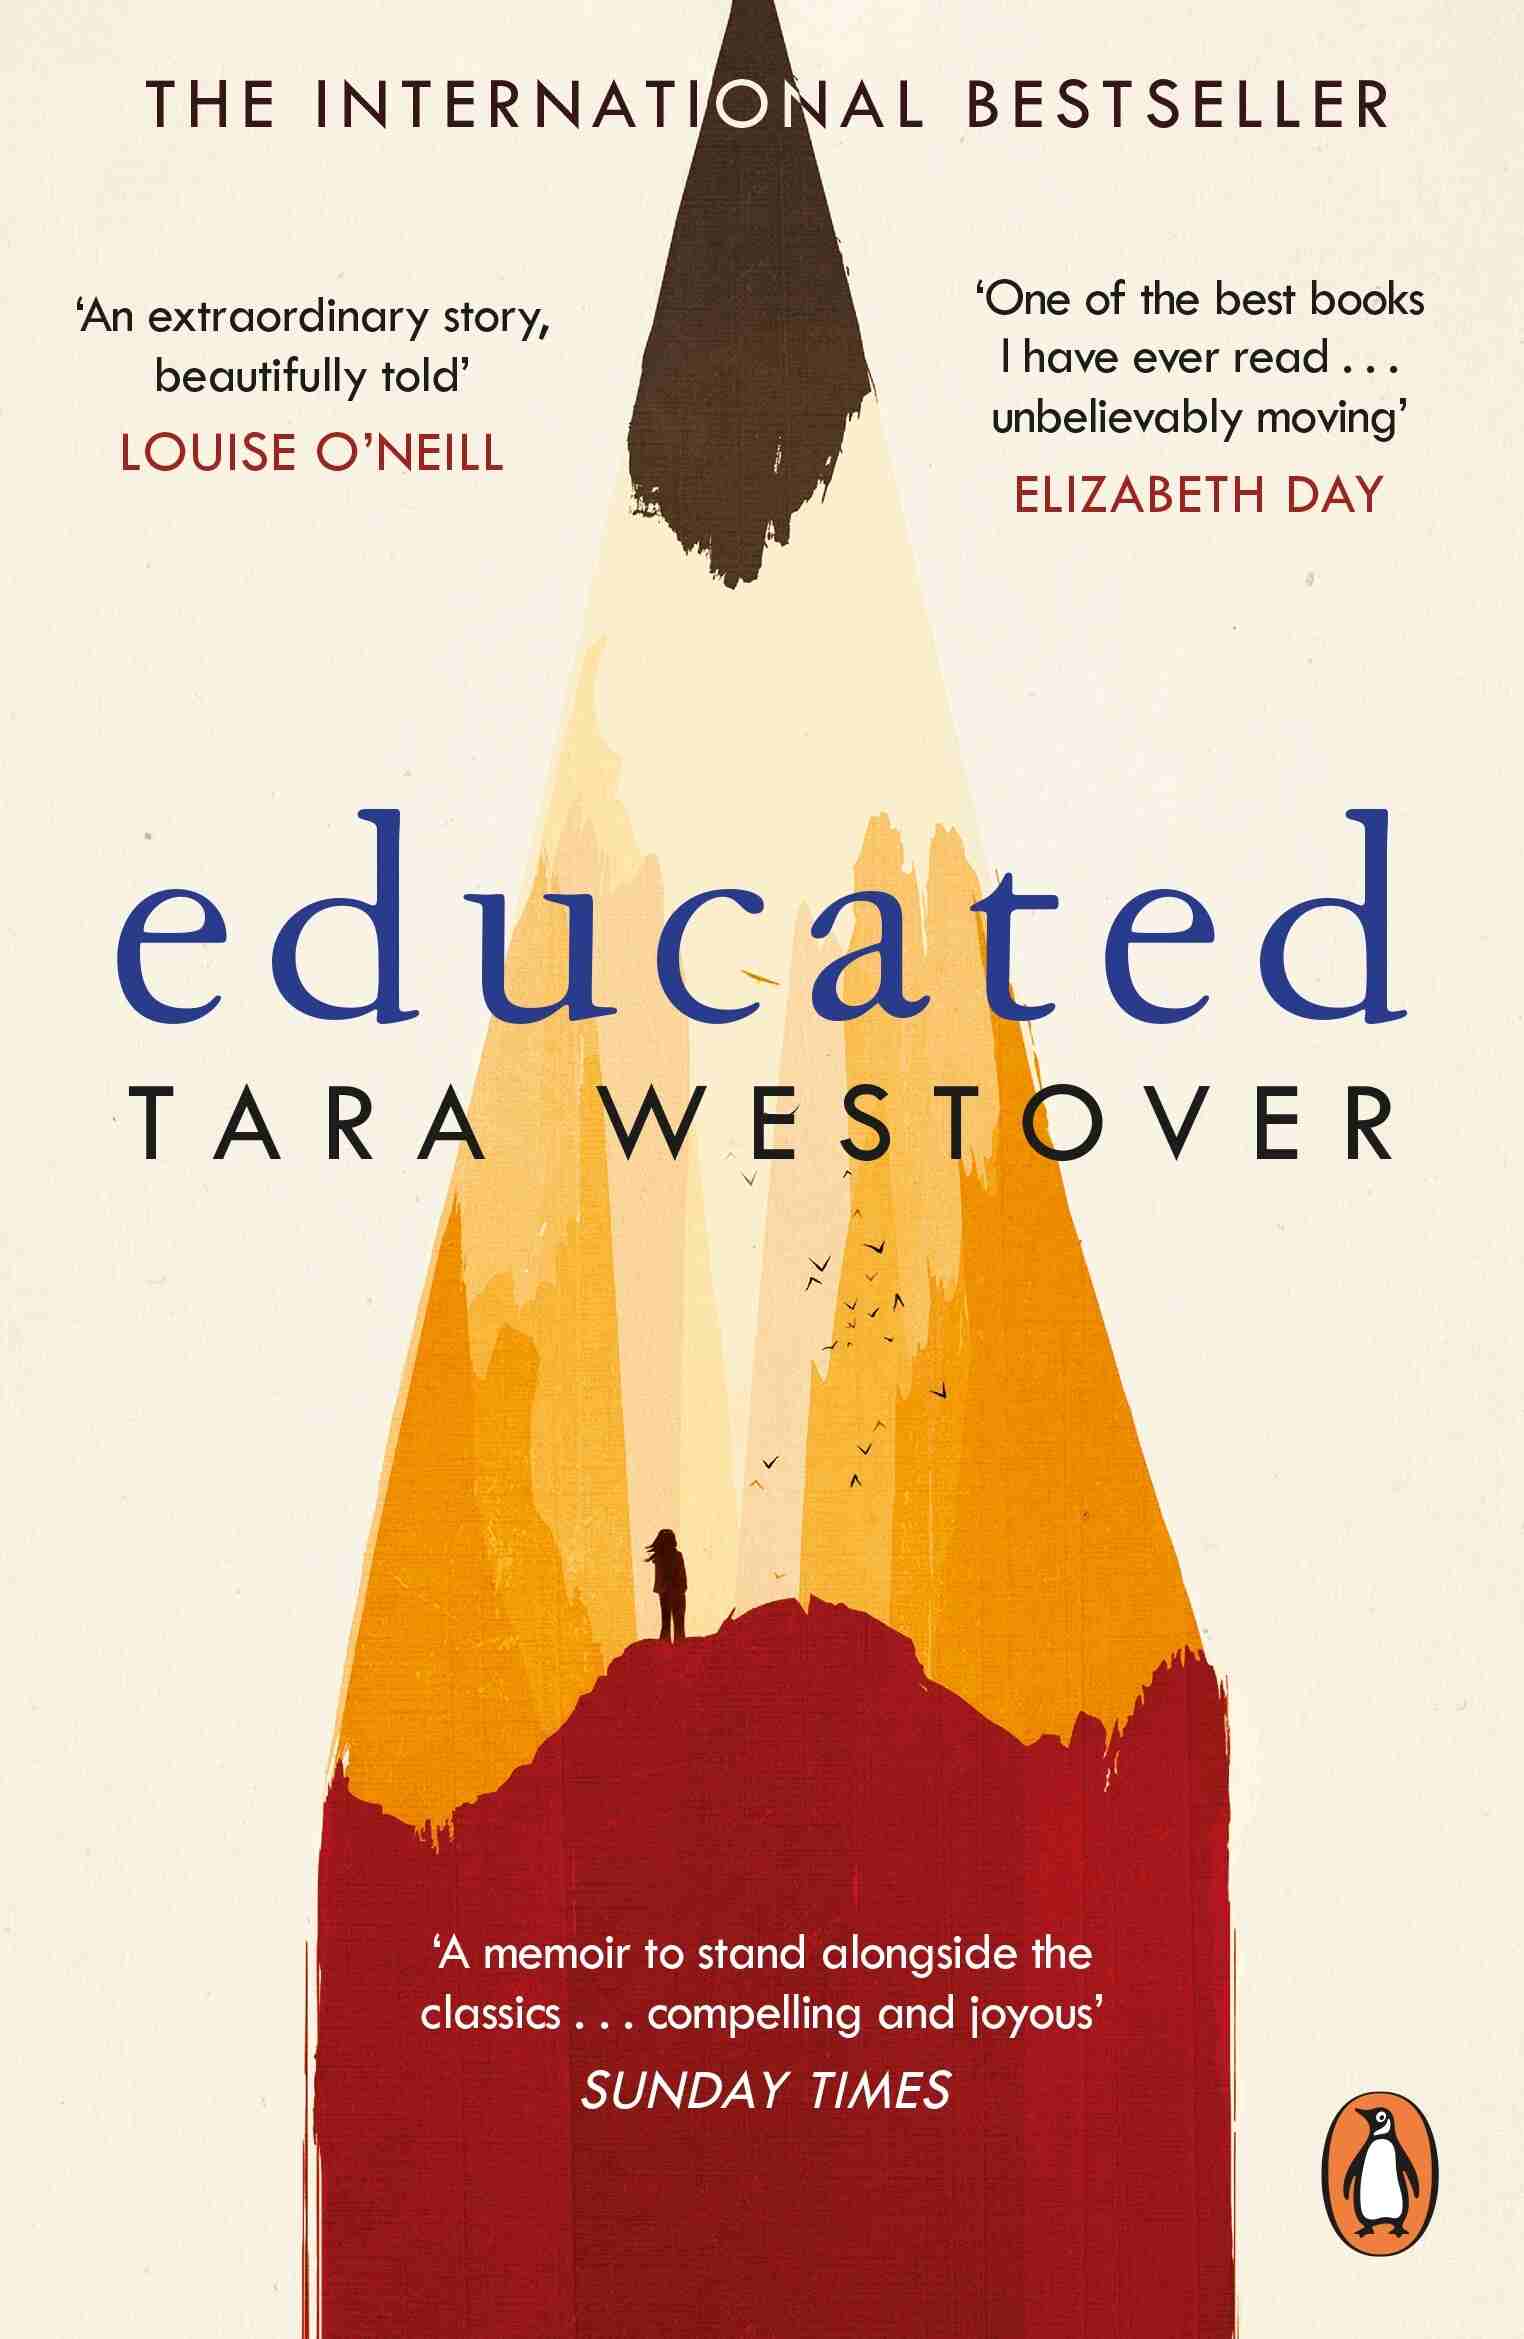 THE INTERNATIONAL BESTSELLER
‘An extraordinary story,
beautifully told’
LOUISE O’NEILL
‘One of the best books
I have ever read . . .
unbelievably moving’
ELIZABETH DAY
educated
TARA WESTOVER
‘A memoir to stand alongside the
classics . . . compelling and joyous’
SUNDAY TIMES